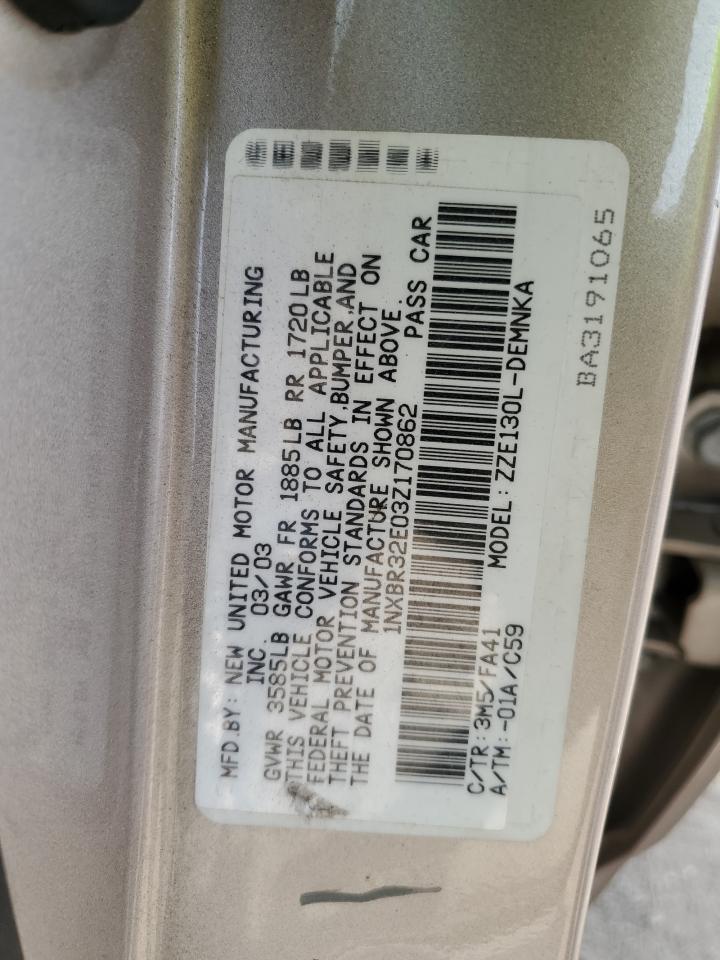 MFD.BY: NEW UNITED MOTOR MANUFACTURING
INC. 03/03
GVWR 3585LB GAWR FR 1885LB RR 1720LB
THIS VEHICLE CONFORMS TO ALL APPLICABLE
FEDERAL MOTOR VEHICLE SAFETY,BUMPER,AND
THEFT PREVENTION STANDARDS IN EFFECT ON
THE DATE OF MANUFACTURE SHOWN ABOVE.
1NXBR32E03Z170862 PASS CAR
C/TR:3M5/FA41 MODEL:ZZE130L-DEMNKA
A/TM:-01A/C59
BA3191065